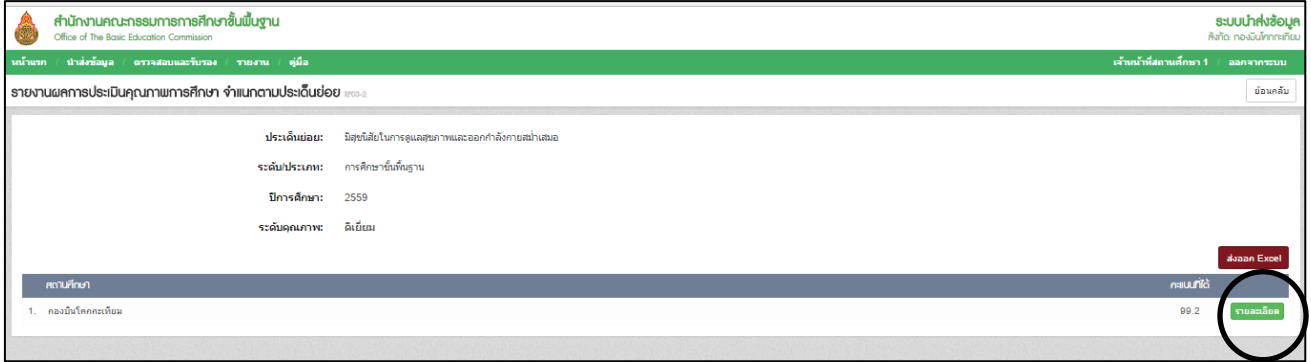 สำนักงานคณะกรรมการการศึกษาขั้นพื้นฐาน
Office of The Basic Education Commission
ระบบนำส่งข้อมูล
สังกัด: กองบินโคกกะเทียม
หน้าแรก / นำส่งข้อมูล / ตรวจสอบและรับรอง / รายงาน / คู่มือ
เจ้าหน้าที่สถานศึกษา 1 / ออกจากระบบ
รายงานผลการประเมินคุณภาพการศึกษา จำแนกตามประเด็นย่อย RP03-2
ย้อนกลับ
ประเด็นย่อย: มีสุขนิสัยในการดูแลสุขภาพและออกกำลังกายสม่ำเสมอ
ระดับ/ประเภท: การศึกษาขั้นพื้นฐาน
ปีการศึกษา: 2559
ระดับคุณภาพ: ดีเยี่ยม
ส่งออก Excel
สถานศึกษา คะแนนที่ได้
1. กองบินโคกกะเทียม 99.2 รายละเอียด